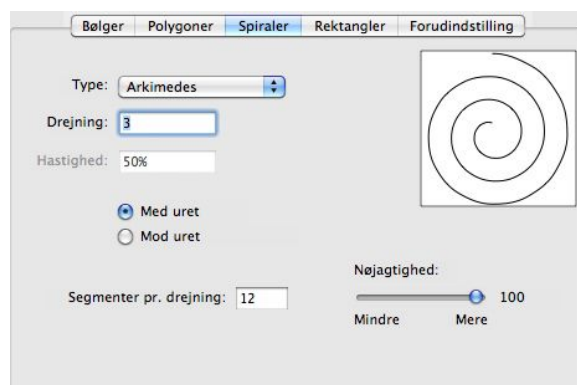 Bølger Polygoner Spiraler Rektangler Forudindstilling
Type: Arkimedes
Drejning: 3
Hastighed: 50%
Med uret
Mod uret
Segmenter pr. drejning: 12
Nøjagtighed:
100
Mindre Mere